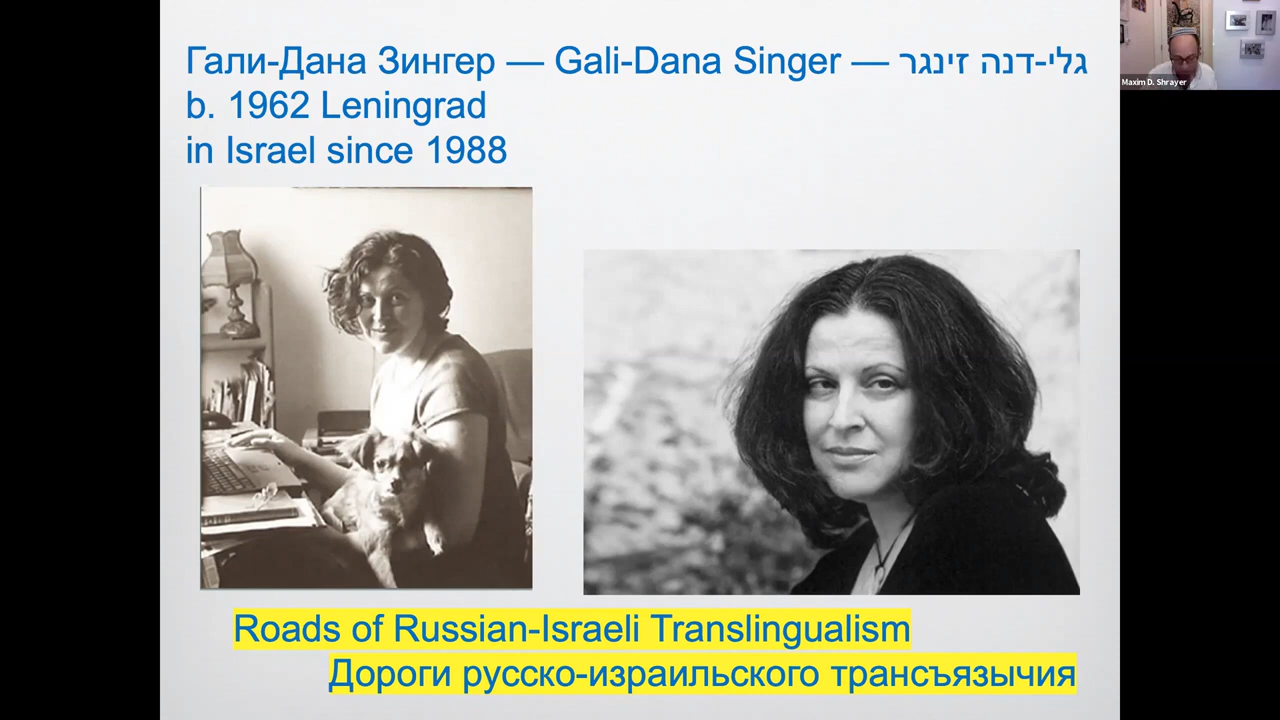 Гали-Дана Зингер — Gali-Dana Singer — גלי-דנה זינגר
b. 1962 Leningrad
in Israel since 1988
Maxim D. Shrayer
Roads of Russian-Israeli Translingualism
Дороги русско-израильского трансъязычия